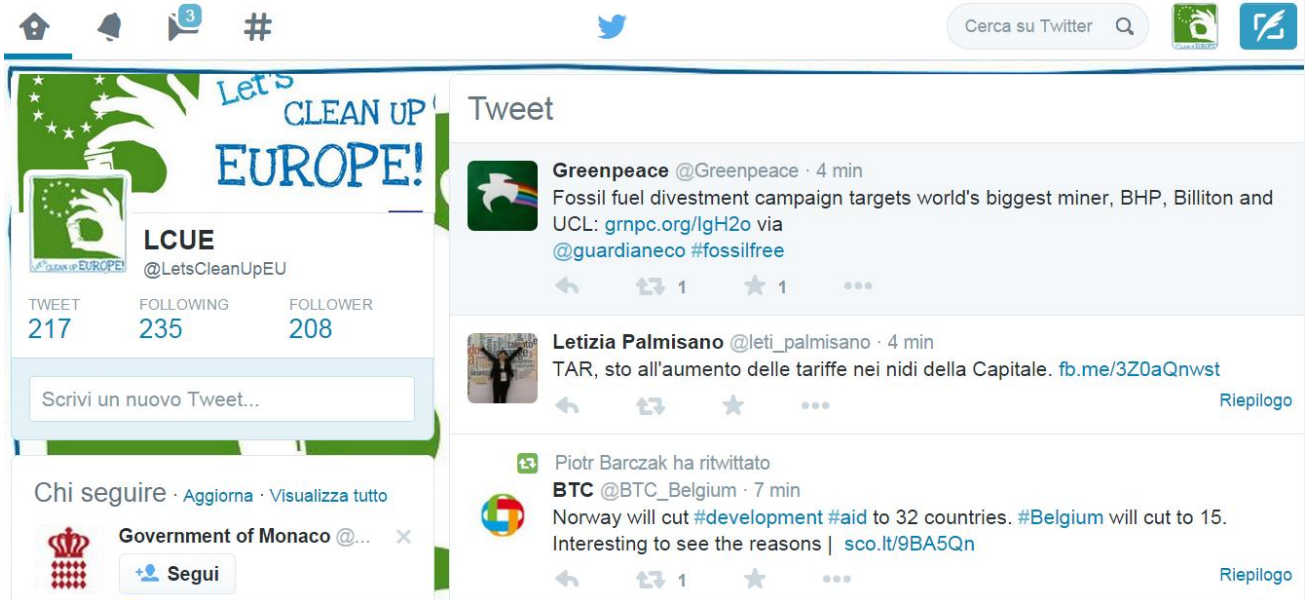 3
Cerca su Twitter
Let's
CLEAN UP
EUROPE!
LCUE
@LetsCleanUpEU
TWEET FOLLOWING FOLLOWER
217 235 208
Scrivi un nuovo Tweet...
Chi seguire · Aggiorna · Visualizza tutto
Government of Monaco @...
Segui
Tweet
Greenpeace @Greenpeace · 4 min
Fossil fuel divestment campaign targets world's biggest miner, BHP, Billiton and
UCL: grnpc.org/IgH2o via
@guardianeco #fossilfree
1 1
Letizia Palmisano @leti_palmisano · 4 min
TAR, sto all'aumento delle tariffe nei nidi della Capitale. fb.me/3Z0aQnwst
Riepilogo
Piotr Barczak ha ritwittato
BTC @BTC_Belgium · 7 min
Norway will cut #development #aid to 32 countries. #Belgium will cut to 15.
Interesting to see the reasons | sco.lt/9BA5Qn
1
Riepilogo